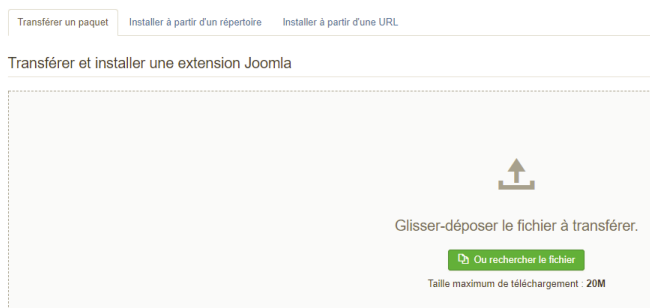 Transférer un paquet Installer à partir d'un répertoire Installer à partir d'une URL
Transférer et installer une extension Joomla
Glisser-déposer le fichier à transférer.
Ou rechercher le fichier
Taille maximum de téléchargement : 20M